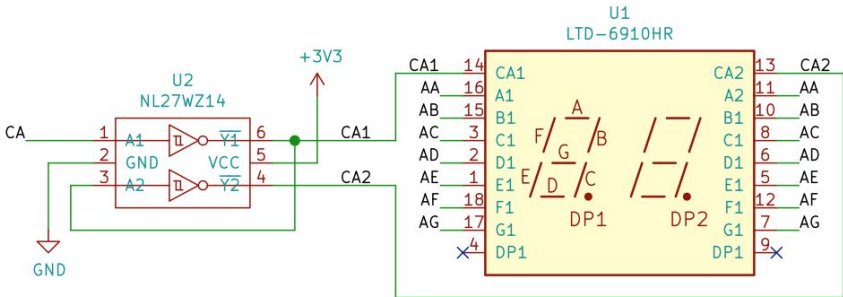 U2
NL27WZ14
CA
1
A1
Y1
6
CA1
2
GND
VCC
5
3
A2
Y2
4
CA2
+3V3
GND
U1
LTD-6910HR
CA1 14 CA1 CA2 13 CA2
AA 16 A1 A2 11 AA
AB 15 B1 B1 10 AB
AC 3 C1 C1 8 AC
AD 2 D1 D1 6 AD
AE 1 E1 E1 5 AE
AF 18 F1 F1 12 AF
AG 17 G1 G1 7 AG
4 DP1 DP1 9
A
F B
G
E C
D
DP1 DP2